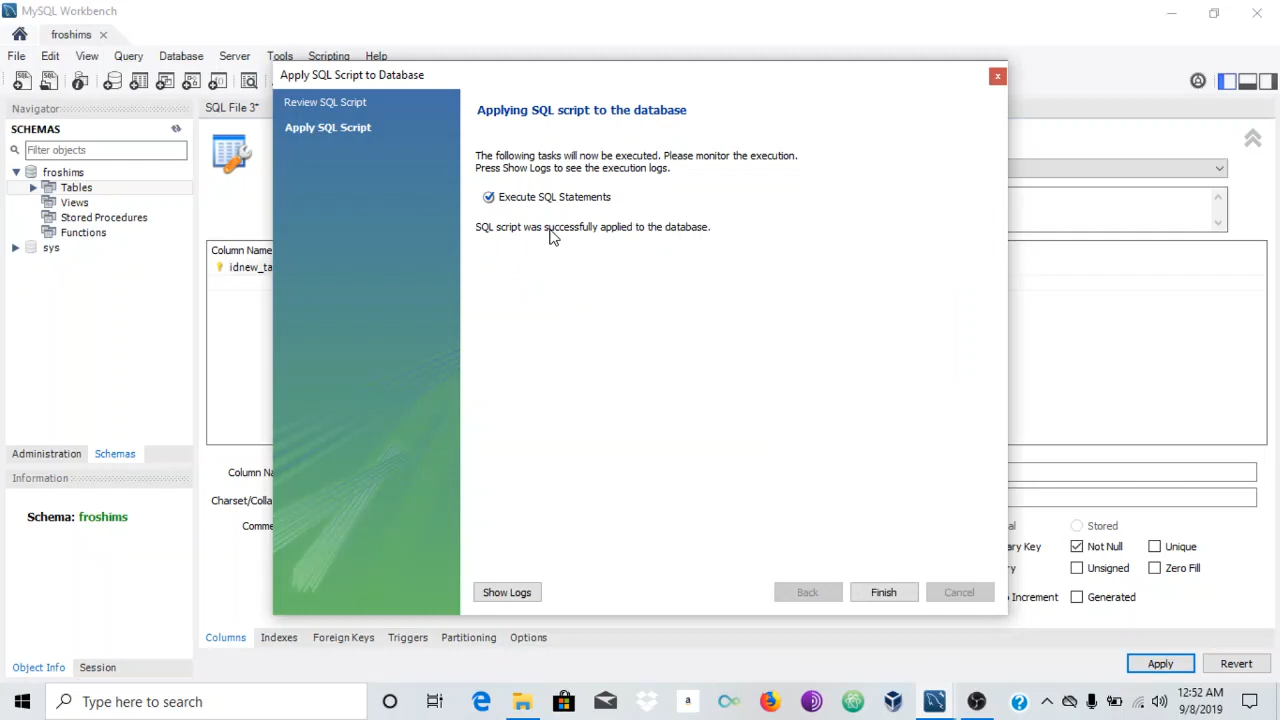 MySQL Workbench
froshims
File Edit View Query Database Server Tools Scripting Help
Apply SQL Script to Database
Navigator
SCHEMAS
Filter objects
froshims
Tables
Views
Stored Procedures
Functions
sys
Administration Schemas
Information
Schema: froshims
Object Info Session
SQL File 3*
Column Name
idnew_ta
Column Na
Charset/Colla
Comme
Review SQL Script
Apply SQL Script
Applying SQL script to the database
The following tasks will now be executed. Please monitor the execution.
Press Show Logs to see the execution logs.
Execute SQL Statements
SQL script was successfully applied to the database.
Show Logs Back Finish Cancel
al Stored
ary Key Not Null Unique
ry Unsigned Zero Fill
Increment Generated
Columns Indexes Foreign Keys Triggers Partitioning Options
Apply Revert
Type here to search
12:52 AM
9/8/2019